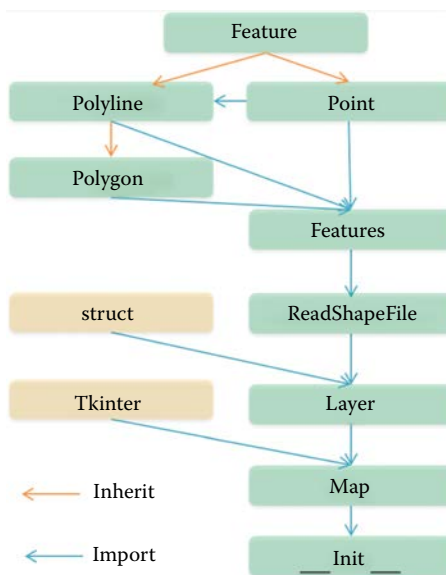 Feature
Polyline
Point
Polygon
Features
struct
ReadShapeFile
Tkinter
Layer
Inherit
Map
Import
__Init__